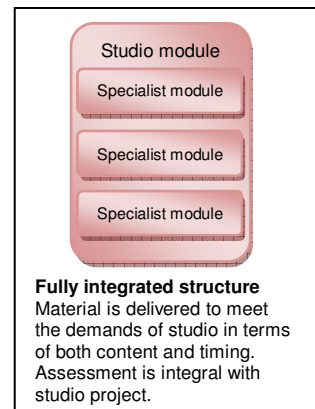 Studio module
Specialist module
Specialist module
Specialist module
Fully integrated structure
Material is delivered to meet
the demands of studio in terms
of both content and timing.
Assessment is integral with
studio project.